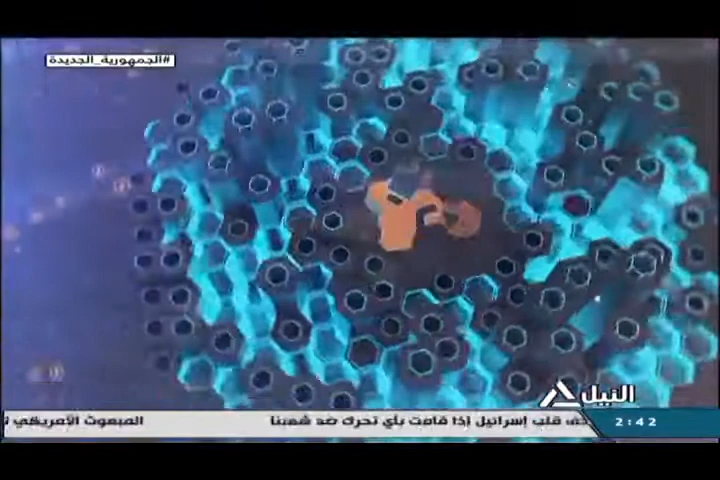 #الجمهورية_الجديدة
النيل
قلب إسرائيل إذا قامت بأي تحرك ضد شعبنا
المبعوث الأمريكي
2:42